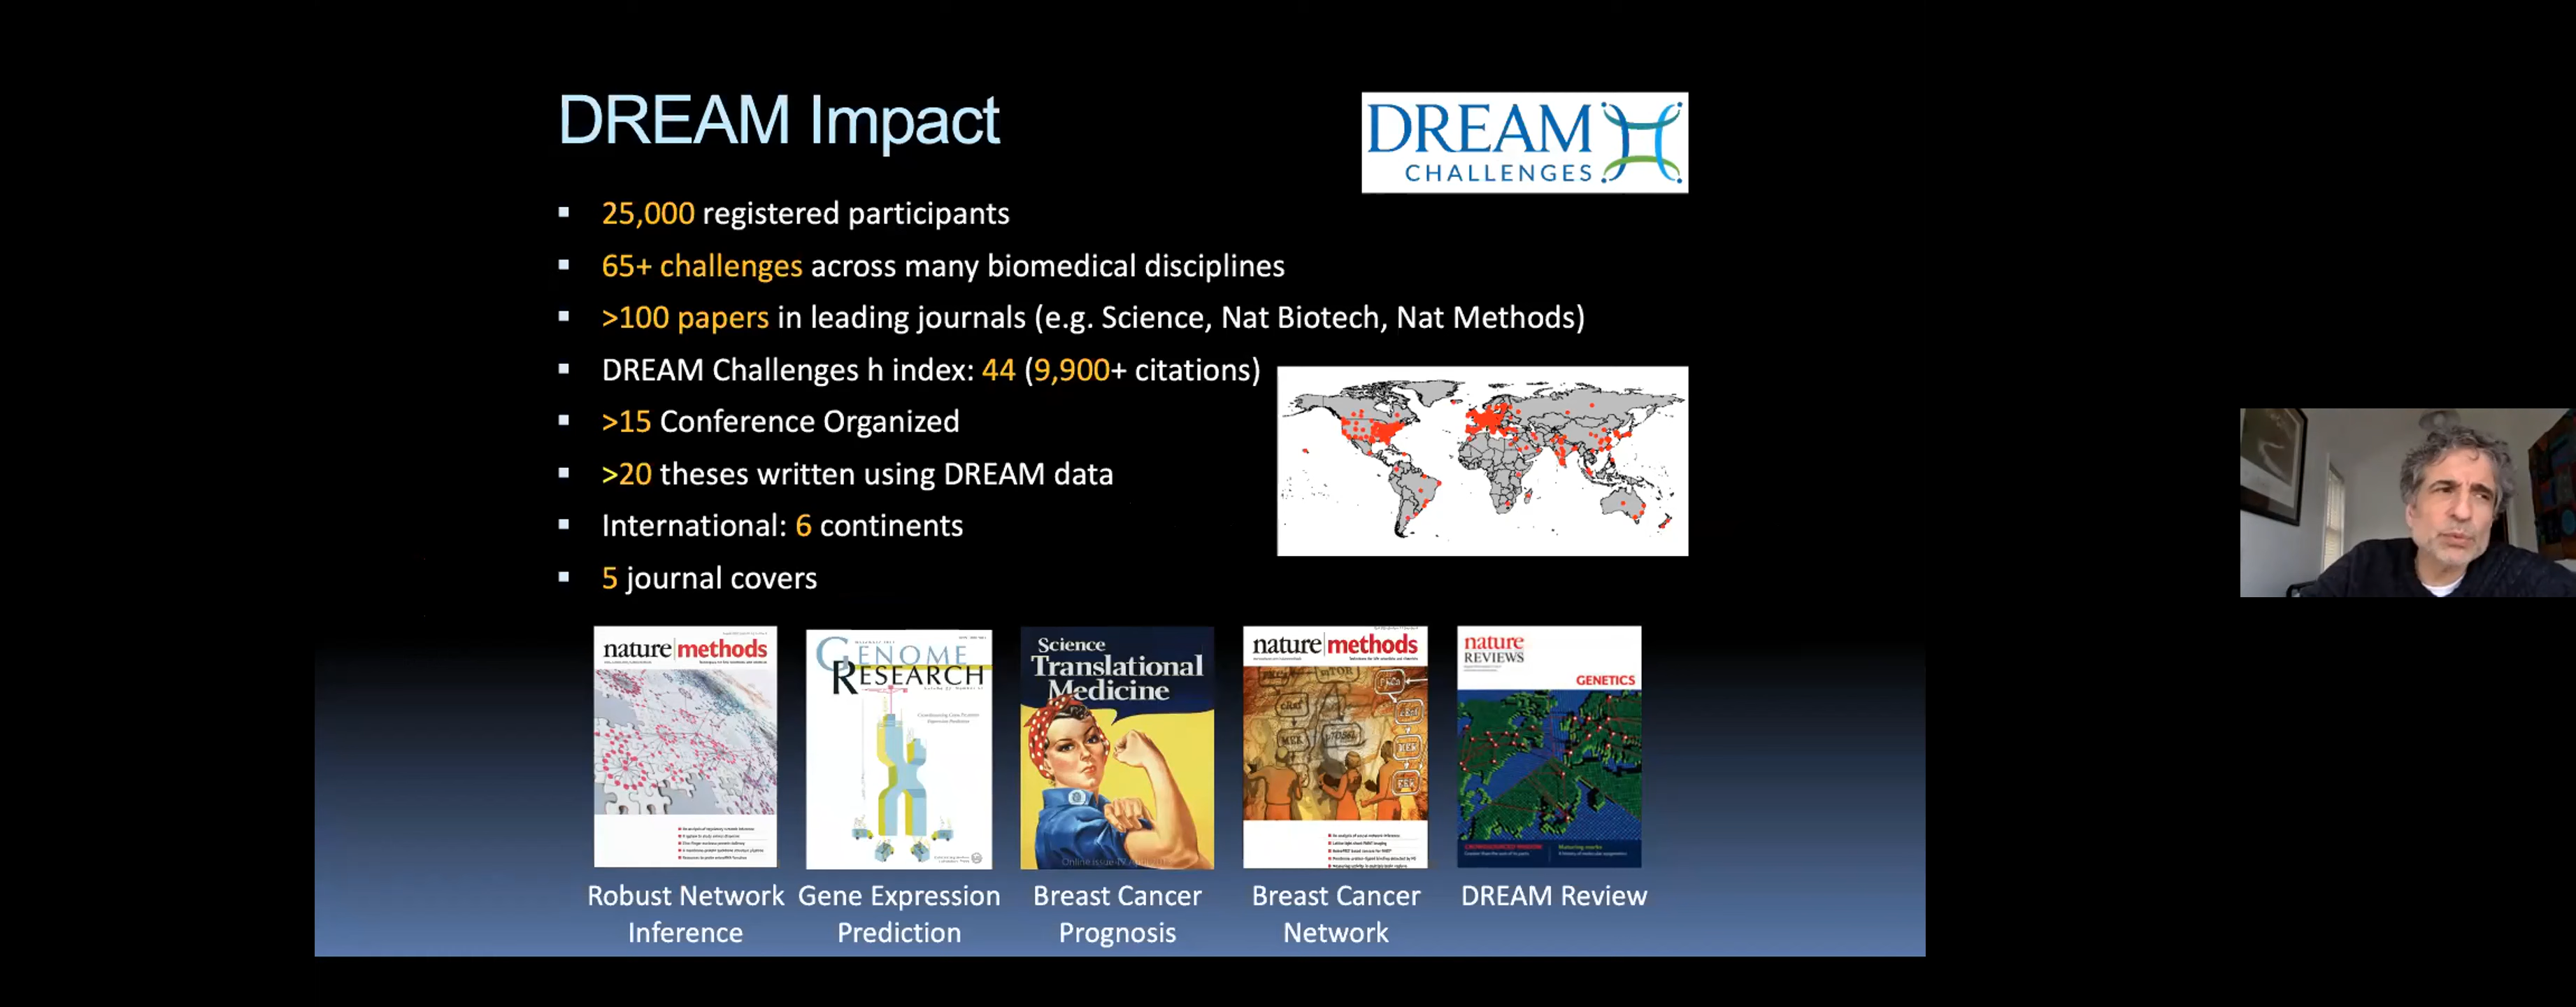 DREAM Impact
DREAM
CHALLENGES
25,000 registered participants
65+ challenges across many biomedical disciplines
>100 papers in leading journals (e.g. Science, Nat Biotech, Nat Methods)
DREAM Challenges h index: 44 (9,900+ citations)
>15 Conference Organized
>20 theses written using DREAM data
International: 6 continents
5 journal covers
nature methods
GENOME
RESEARCH
Science
Translational
Medicine
nature methods
mTOR
MEK
nature
REVIEWS
GENETICS
Robust Network
Inference
Gene Expression
Prediction
Breast Cancer
Prognosis
Breast Cancer
Network
DREAM Review